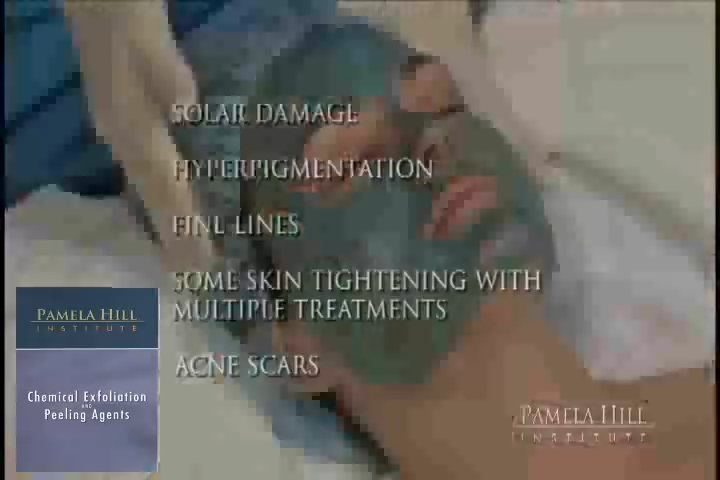 SOLAR DAMAGE
HYPERPIGMENTATION
FINE LINES
SOME SKIN TIGHTENING WITH
MULTIPLE TREATMENTS
ACNE SCARS
PAMELA HILL
INSTITUTE
Chemical Exfoliation
AND
Peeling Agents
PAMELA HILL
INSTITUTE